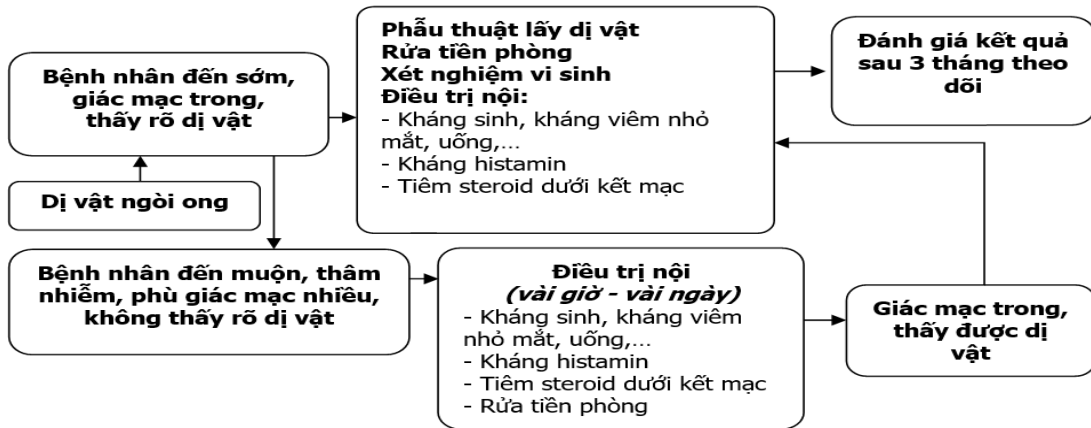 Dị vật ngòi ong
Bệnh nhân đến sớm,
giác mạc trong,
thấy rõ dị vật
Phẫu thuật lấy dị vật
Rửa tiền phòng
Xét nghiệm vi sinh
Điều trị nội:
- Kháng sinh, kháng viêm nhỏ
mắt, uống,...
- Kháng histamin
- Tiêm steroid dưới kết mạc
Đánh giá kết quả
sau 3 tháng theo
dõi
Bệnh nhân đến muộn, thâm
nhiễm, phù giác mạc nhiều,
không thấy rõ dị vật
Điều trị nội
(vài giờ - vài ngày)
- Kháng sinh, kháng viêm
nhỏ mắt, uống,...
- Kháng histamin
- Tiêm steroid dưới kết mạc
- Rửa tiền phòng
Giác mạc trong,
thấy được dị
vật